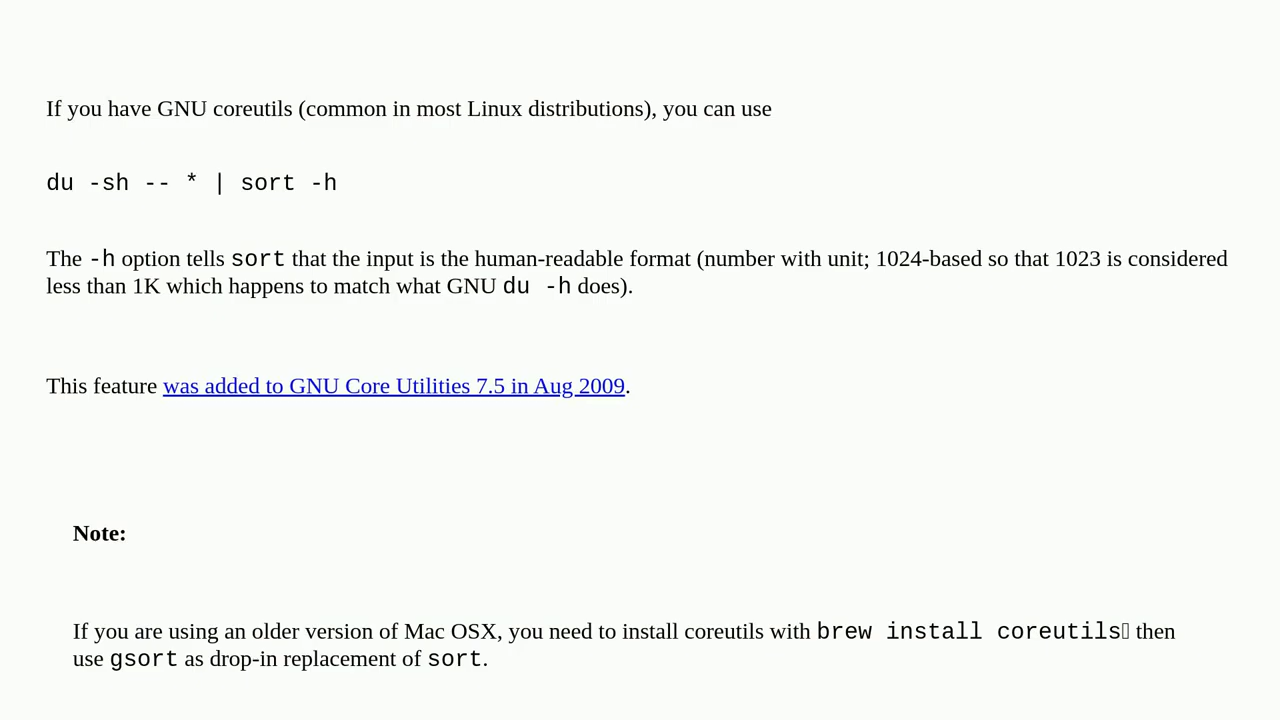 If you have GNU coreutils (common in most Linux distributions), you can use
du -sh -- * | sort -h
The -h option tells sort that the input is the human-readable format (number with unit; 1024-based so that 1023 is considered
less than 1K which happens to match what GNU du -h does).
This feature was added to GNU Core Utilities 7.5 in Aug 2009.
Note:
If you are using an older version of Mac OSX, you need to install coreutils with brew install coreutils then
use gsort as drop-in replacement of sort.